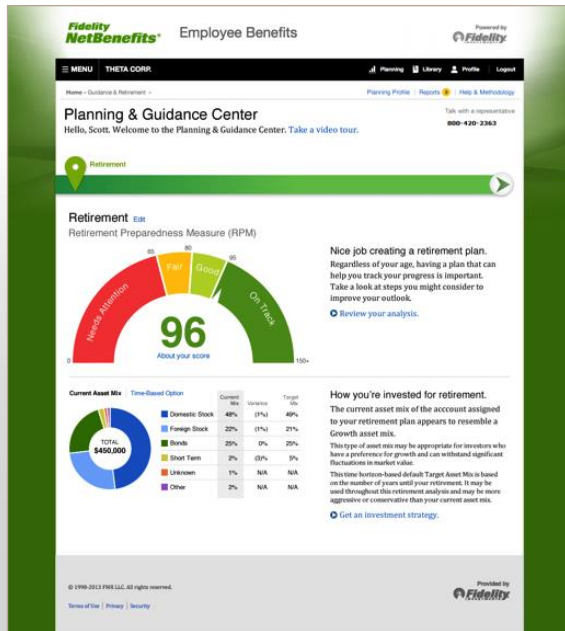 Fidelity
NetBenefits®
Employee Benefits
Powered by
Fidelity
INVESTMENTS
MENU THETA CORP.
Planning Library Profile Logout
Home > Guidance & Retirement >
Planning Profile | Reports 3 | Help & Methodology
Planning & Guidance Center
Hello, Scott. Welcome to the Planning & Guidance Center. Take a video tour.
Talk with a representative
800-420-2363
Retirement
Retirement Edit
Retirement Preparedness Measure (RPM)
0
65
80
95
150+
Needs Attention
Fair
Good
On Track
96
About your score
Nice job creating a retirement plan.
Regardless of your age, having a plan that can
help you track your progress is important.
Take a look at steps you might consider to
improve your outlook.
Review your analysis.
Current Asset Mix | Time-Based Option
TOTAL
$450,000
Current Mix Variance Target Mix
Domestic Stock 48% (1%) 49%
Foreign Stock 22% (1%) 21%
Bonds 25% 0% 25%
Short Term 2% (3)% 5%
Unknown 1% N/A N/A
Other 2% N/A N/A
How you're invested for retirement.
The current asset mix of the acccount assigned
to your retirement plan appears to resemble a
Growth asset mix.
This type of asset mix may be appropriate for investors who
have a preference for growth and can withstand significant
fluctuations in market value.
This time horizon-based default Target Asset Mix is based
on the number of years until your retirement. It may be
used throughout this retirement analysis and may be more
aggressive or conservative than your current asset mix.
Get an investment strategy.
© 1998-2013 FMR LLC. All rights reserved.
Terms of Use | Privacy | Security
Provided by
Fidelity
INVESTMENTS